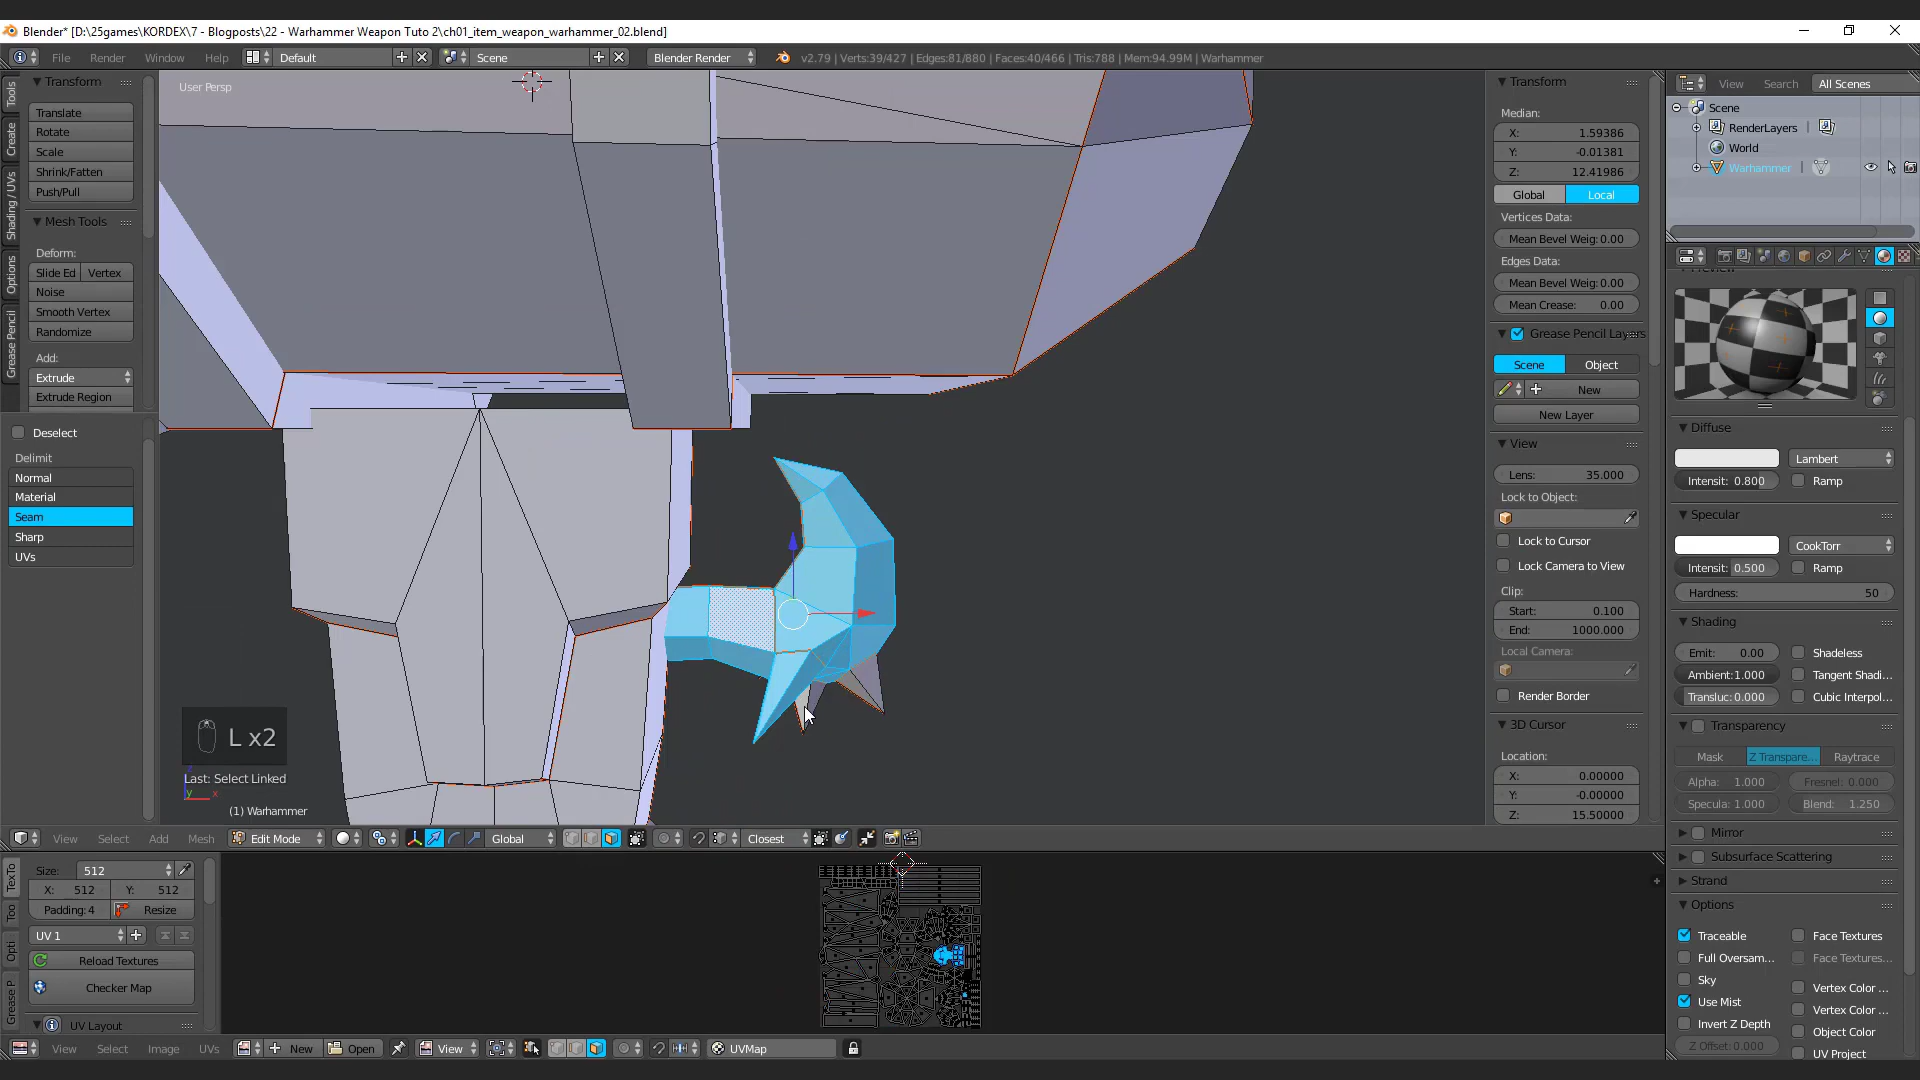 Blender* [D:\25games\KORDEX\7 - Blogposts\22 - Warhammer Weapon Tuto 2\ch01_item_weapon_warhammer_02.blend]
File Render Window Help Default Scene Blender Render v2.79 | Verts:39/427 | Edges:81/880 | Faces:40/466 | Tris:788 | Mem:94.99M | Warhammer
Tools
Create
Shading / UVs
Options
Grease Pencil
Transform
Translate
Rotate
Scale
Shrink/Fatten
Push/Pull
Mesh Tools
Deform:
Slide Ed Vertex
Noise
Smooth Vertex
Randomize
Add:
Extrude
Extrude Region
Deselect
Delimit
Normal
Material
Seam
Sharp
UVs
User Persp
L x2
Last: Select Linked
z
y x
(1) Warhammer
Transform
Median:
X: 1.59386
Y: -0.01381
Z: 12.41986
Global Local
Vertices Data:
Mean Bevel Weig: 0.00
Edges Data:
Mean Bevel Weig: 0.00
Mean Crease: 0.00
Grease Pencil Layers
Scene Object
New
New Layer
View
Lens: 35.000
Lock to Object:
Lock to Cursor
Lock Camera to View
Clip:
Start: 0.100
End: 1000.000
Local Camera:
Render Border
3D Cursor
Location:
X: 0.00000
Y: -0.00000
Z: 15.50000
View Search All Scenes
Scene
RenderLayers
World
Warhammer
Preview
Diffuse
Lambert
Intensit: 0.800 Ramp
Specular
CookTorr
Intensit: 0.500 Ramp
Hardness: 50
Shading
Emit: 0.00 Shadeless
Ambient: 1.000 Tangent Shadi...
Transluc: 0.000 Cubic Interpol...
Transparency
Mask Z Transpare... Raytrace
Alpha: 1.000 Fresnel: 0.000
Specula: 1.000 Blend: 1.250
Mirror
Subsurface Scattering
Strand
Options
Traceable Face Textures
Full Oversam... Face Textures...
Sky Vertex Color ...
Use Mist Vertex Color ...
Invert Z Depth Object Color
Z Offset: 0.000 UV Project
View Select Add Mesh Edit Mode Global Closest
TexTo
Too
Opti
Grease P
Size: 512
X: 512 Y: 512
Padding: 4 Resize
UV 1
Reload Textures
Checker Map
UV Layout
View Select Image UVs New Open View UVMap